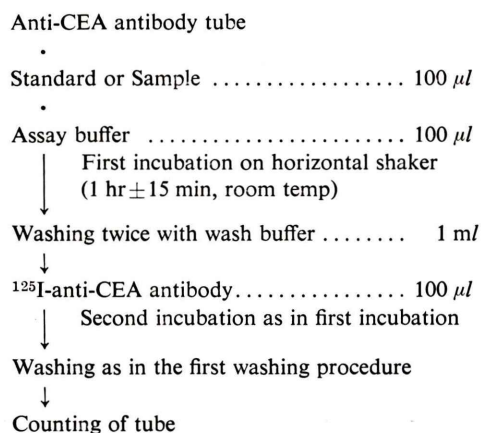 Anti-CEA antibody tube
·
Standard or Sample .................. 100 μl
·
Assay buffer ...................... 100 μl
First incubation on horizontal shaker
(1 hr±15 min, room temp)
Washing twice with wash buffer ........ 1 ml
↓
¹²⁵I-anti-CEA antibody................ 100 μl
Second incubation as in first incubation
Washing as in the first washing procedure
↓
Counting of tube